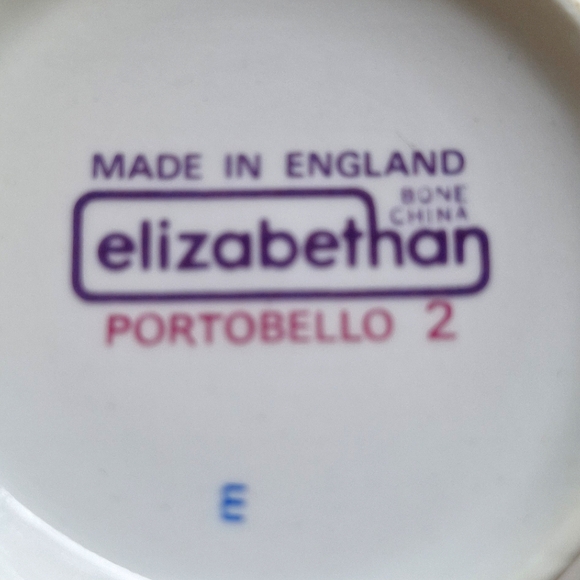 MADE IN ENGLAND
BONE
CHINA
elizabethan
PORTOBELLO 2
E